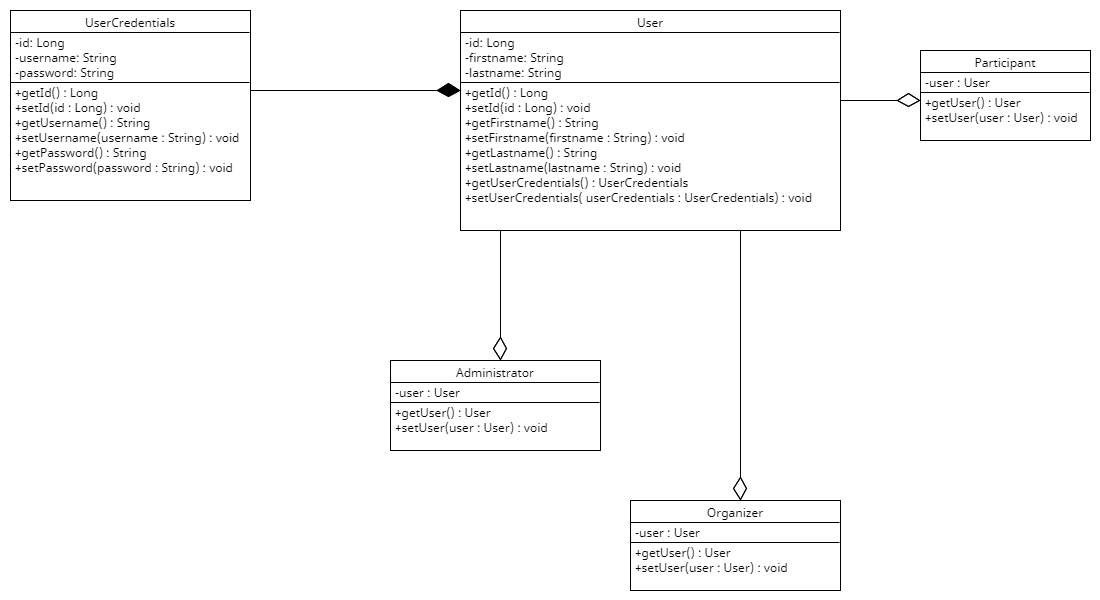 UserCredentials
-id: Long
-username: String
-password: String
+getId() : Long
+setId(id : Long) : void
+getUsername() : String
+setUsername(username : String) : void
+getPassword() : String
+setPassword(password : String) : void
User
-id: Long
-firstname: String
-lastname: String
+getId() : Long
+setId(id : Long) : void
+getFirstname() : String
+setFirstname(firstname : String) : void
+getLastname() : String
+setLastname(lastname : String) : void
+getUserCredentials() : UserCredentials
+setUserCredentials( userCredentials : UserCredentials) : void
Participant
-user : User
+getUser() : User
+setUser(user : User) : void
Administrator
-user : User
+getUser() : User
+setUser(user : User) : void
Organizer
-user : User
+getUser() : User
+setUser(user : User) : void